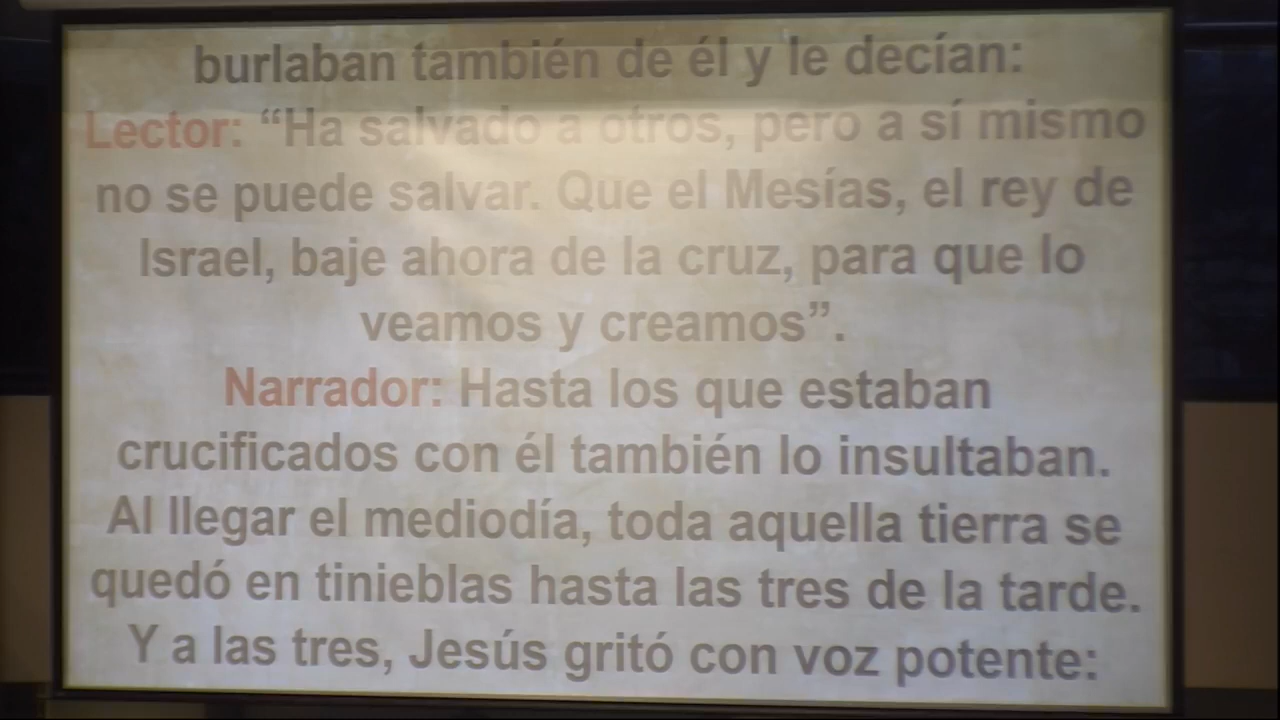 burlaban también de él y le decían:
Lector: “Ha salvado a otros, pero a sí mismo
no se puede salvar. Que el Mesías, el rey de
Israel, baje ahora de la cruz, para que lo
veamos y creamos”.
Narrador: Hasta los que estaban
crucificados con él también lo insultaban.
Al llegar el mediodía, toda aquella tierra se
quedó en tinieblas hasta las tres de la tarde.
Y a las tres, Jesús gritó con voz potente: